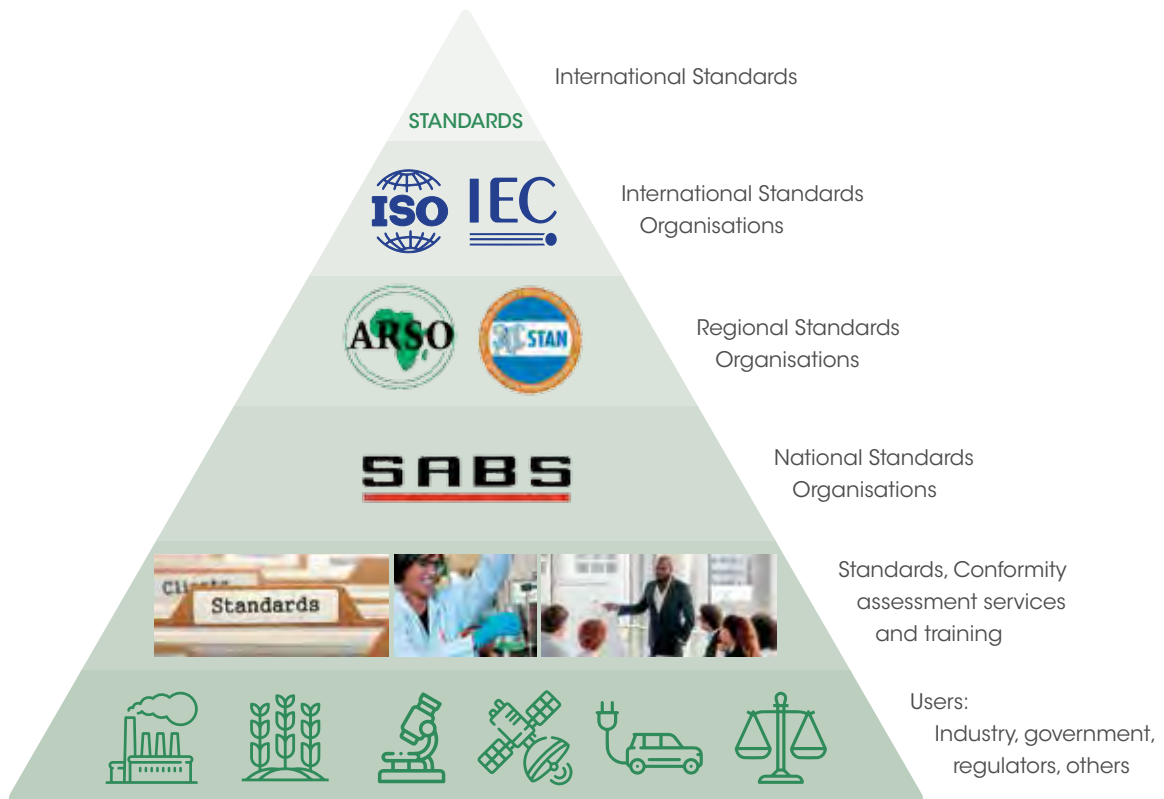 International Standards
STANDARDS
ISO IEC
International Standards
Organisations
ARSO
STAN
Regional Standards
Organisations
SABS
National Standards
Organisations
Clients
Standards
Standards, Conformity
assessment services
and training
Users:
Industry, government,
regulators, others